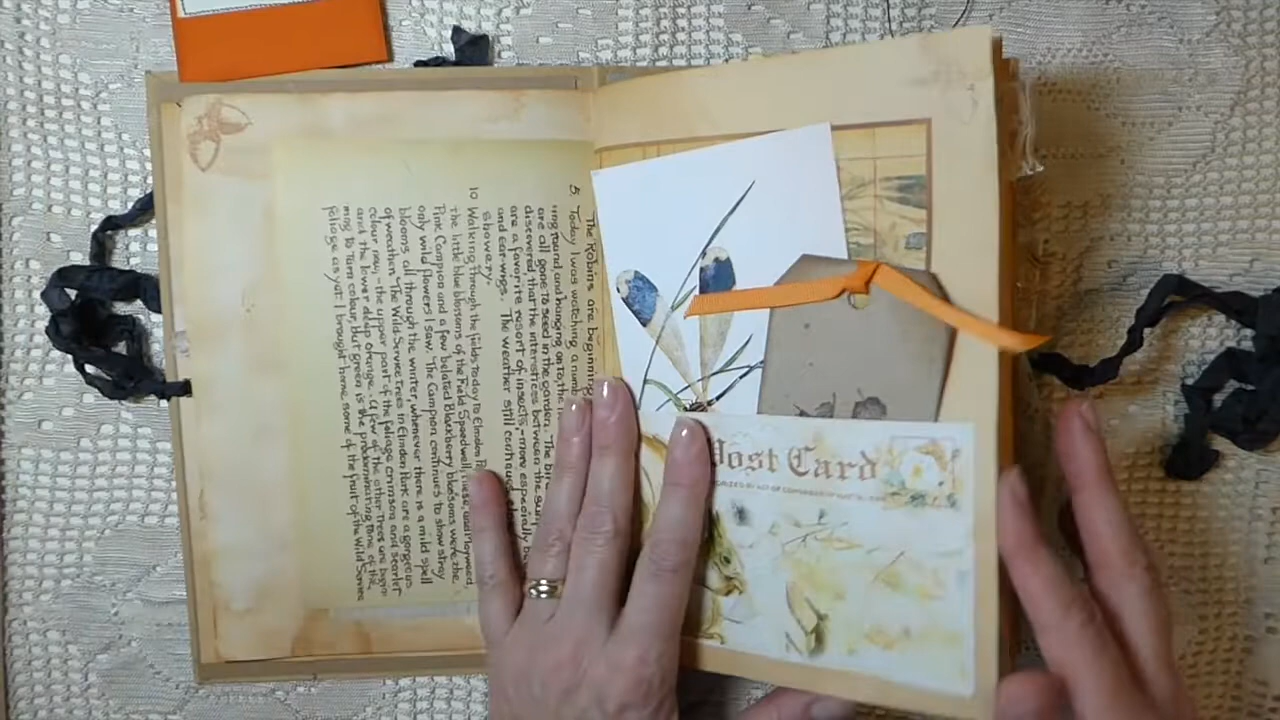 The Robins are beginning
5 Today I was watching a numb
ing round and hanging on to the
are all gone to seed in the garden. The bir
discovered, that the interstices between the
are a favorite resort of insects, more especially
and ear-wigs. The weather still continues
showery.
10 Walking through the fields today to Elmdon
the little blue blossoms of the Field Speedwell,
Pink Campion and a few belated Blackberry blossoms were the
only wild flowers I saw. The Campion continues to show stray
blooms all through the winter, whenever there is a mild spell
of weather. The Wild Service Trees in Elmdon Park are a gorgeous
colour now,– the upper part of the foliage crimson and scarlet
and the lower deep orange. A few of the other Trees are begin-
ning to turn colour, but green is the predominating tone of the
foliage as yet. I brought home some of the fruit of the Wild Service
Post Card